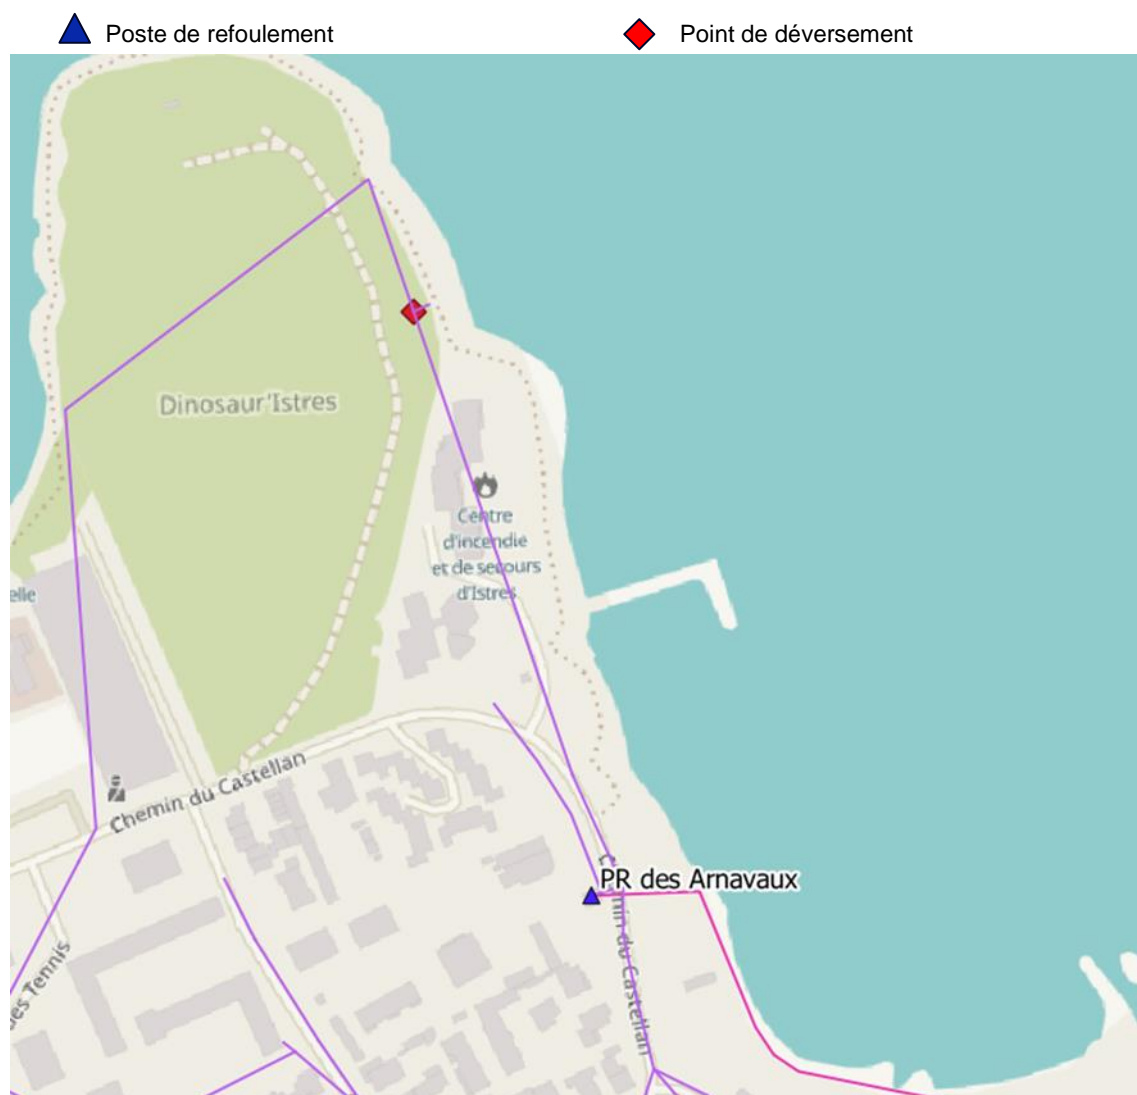 Poste de refoulement
Point de déversement
Dinosaur'Istres
Centre
d'incendie
et de secours
d'Istres
elle
Chemin du Castellan
PR des Arnavaux
Chemin du Castellan
des Tennis